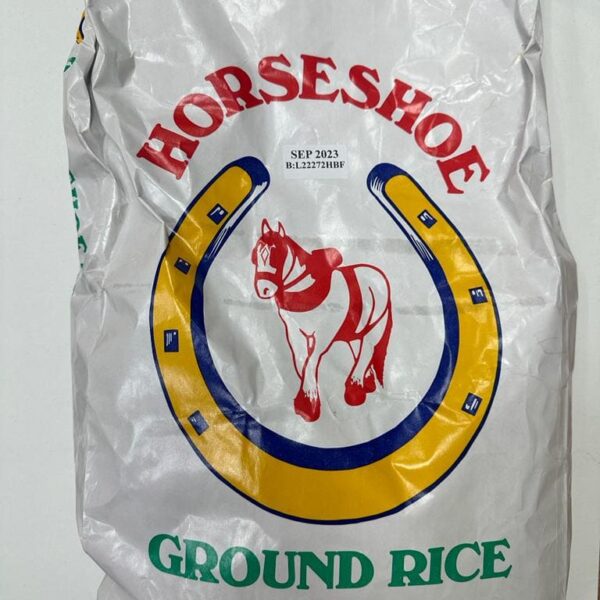 HORSESHOE
SEP 2023
B:L22272HBF
GROUND RICE